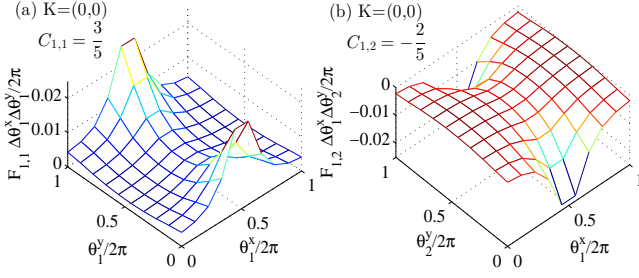 (a) K=(0,0)
C_{1,1} = \frac{3}{5}
F_{1,1} Δθ_1^x Δθ_1^y/2π
0.02
0.01
0
1
0.5
0
θ_1^y/2π
0
0.5
1
θ_1^x/2π
(b) K=(0,0)
C_{1,2} = -\frac{2}{5}
F_{1,2} Δθ_1^x Δθ_2^y/2π
0
−0.01
−0.02
1
0.5
0
θ_2^y/2π
0
0.5
1
θ_1^x/2π